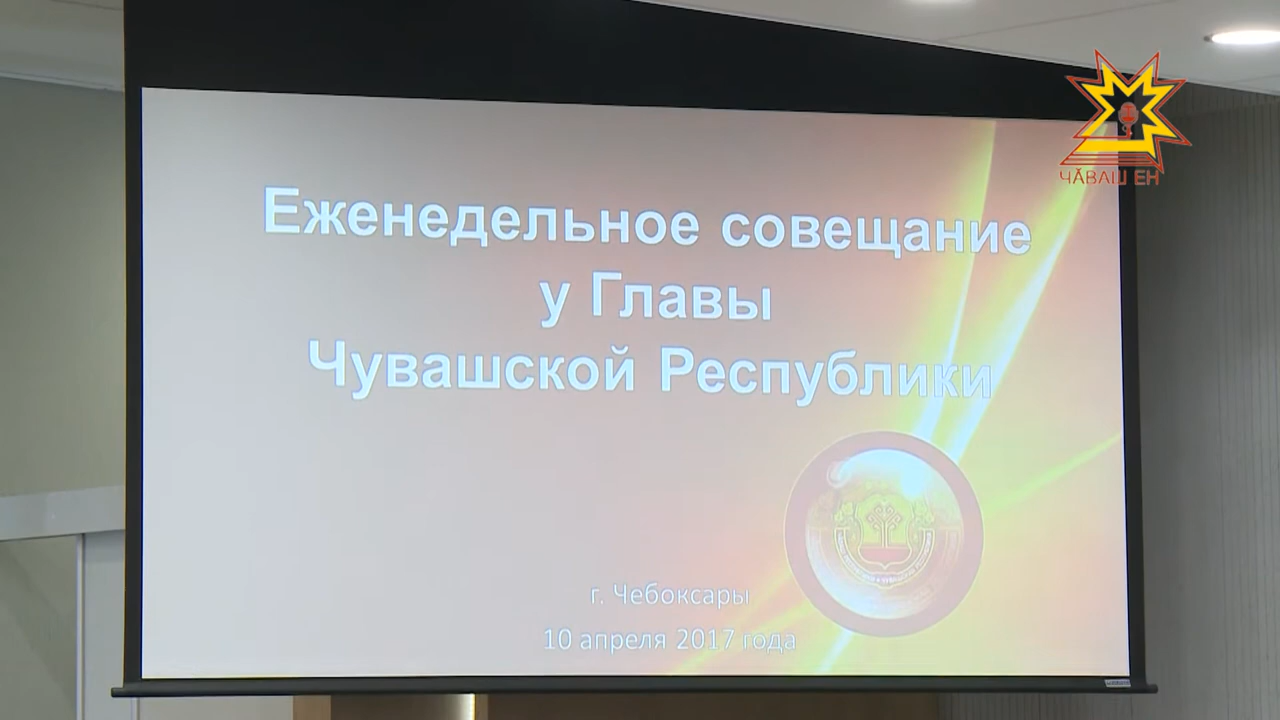 Еженедельное совещание
у Главы
Чувашской Республики
г. Чебоксары
10 апреля 2017 года
ЧӐВАШ ЕН